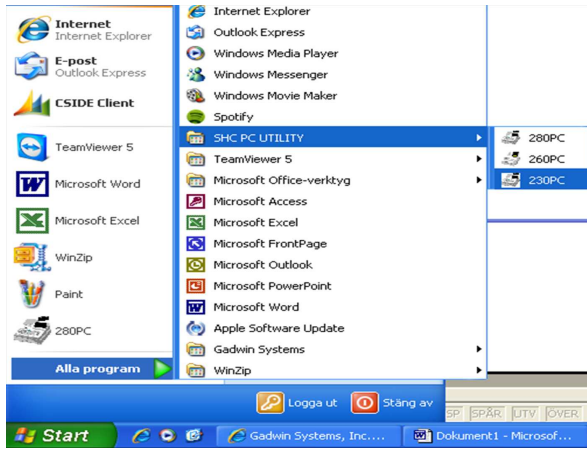 Internet
Internet Explorer
E-post
Outlook Express
CSIDE Client
TeamViewer 5
Microsoft Word
Microsoft Excel
WinZip
Paint
280PC
Alla program
Internet Explorer
Outlook Express
Windows Media Player
Windows Messenger
Windows Movie Maker
Spotify
SHC PC UTILITY
TeamViewer 5
Microsoft Office-verktyg
Microsoft Access
Microsoft Excel
Microsoft FrontPage
Microsoft Outlook
Microsoft PowerPoint
Microsoft Word
Apple Software Update
Gadwin Systems
WinZip
280PC
260PC
230PC
Logga ut Stäng av
SP SPÅR UTV ÖVER
Start Gadwin Systems, Inc.... Dokument1 - Microsof...